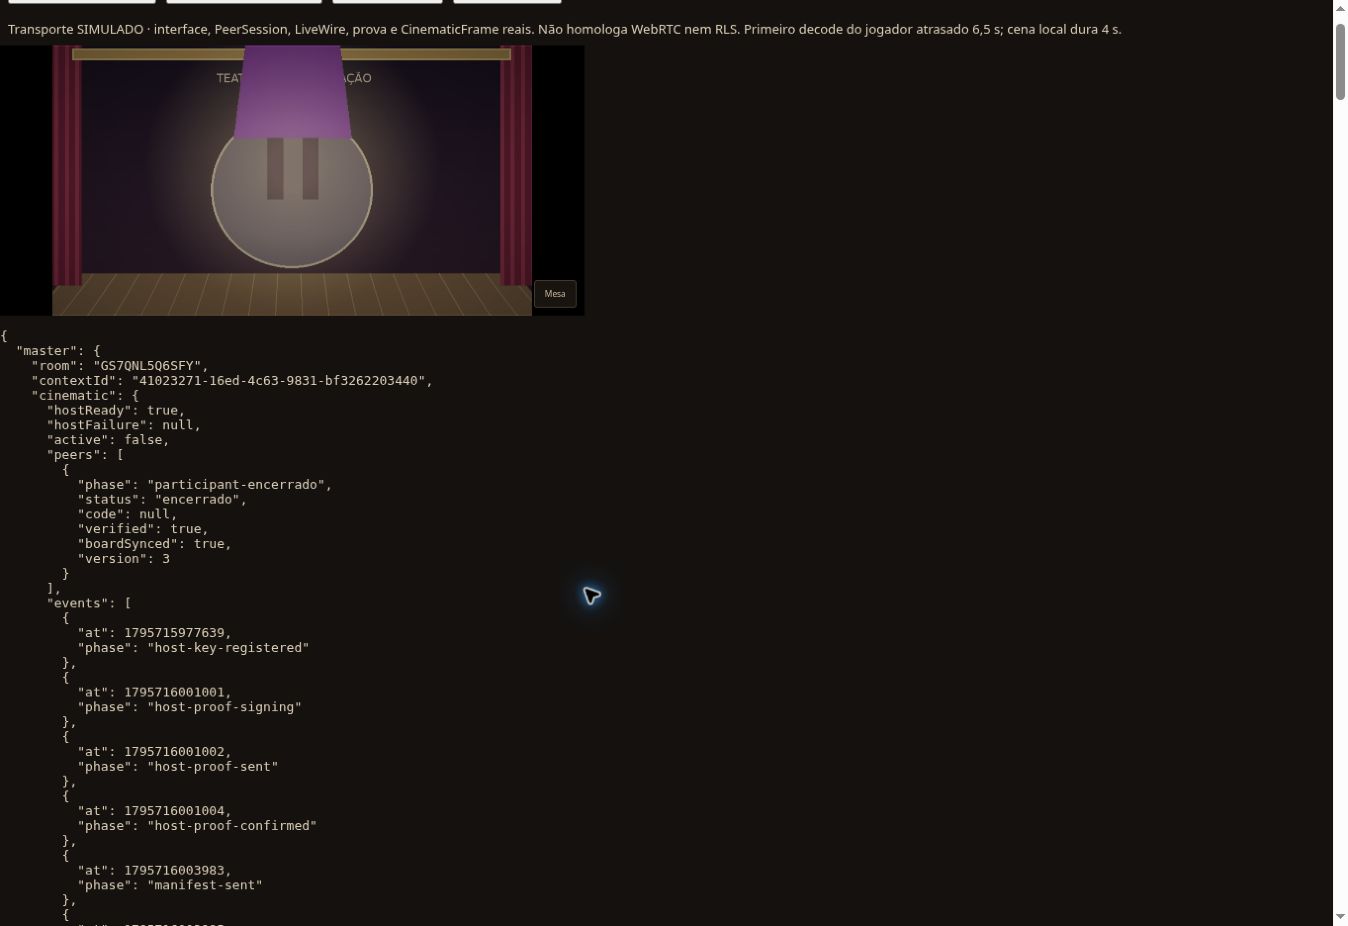 Transporte SIMULADO · interface, PeerSession, LiveWire, prova e CinematicFrame reais. Não homologa WebRTC nem RLS. Primeiro decode do jogador atrasado 6,5 s; cena local dura 4 s.
TEAT AÇÃO
Mesa
{
"master": {
"room": "GS7QNL5Q6SFY",
"contextId": "41023271-16ed-4c63-9831-bf3262203440",
"cinematic": {
"hostReady": true,
"hostFailure": null,
"active": false,
"peers": [
{
"phase": "participant-encerrado",
"status": "encerrado",
"code": null,
"verified": true,
"boardSynced": true,
"version": 3
}
],
"events": [
{
"at": 1795715977639,
"phase": "host-key-registered"
},
{
"at": 1795716001001,
"phase": "host-proof-signing"
},
{
"at": 1795716001002,
"phase": "host-proof-sent"
},
{
"at": 1795716001004,
"phase": "host-proof-confirmed"
},
{
"at": 1795716003983,
"phase": "manifest-sent"
},
{